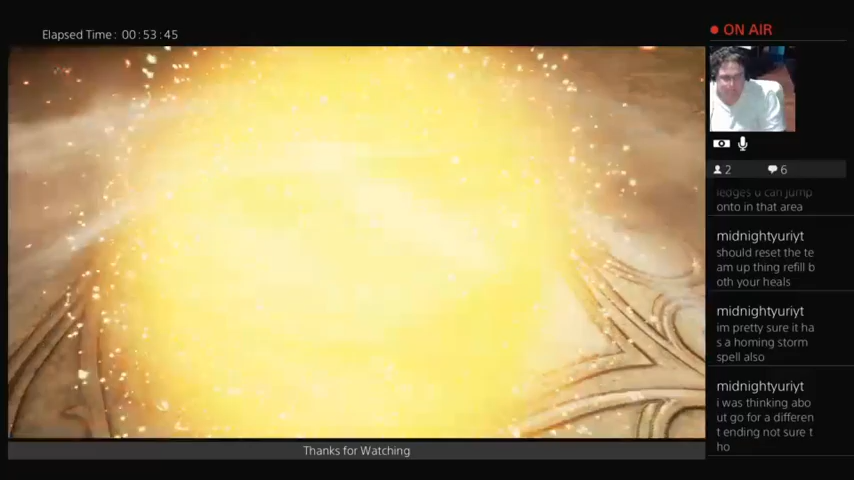 Elapsed Time : 00:53:45
ON AIR
2
6
ledges u can jump
onto in that area
midnightyuriyt
should reset the te
am up thing refill b
oth your heals
midnightyuriyt
im pretty sure it ha
s a homing storm
spell also
midnightyuriyt
i was thinking abo
ut go for a differen
t ending not sure t
ho
Thanks for Watching